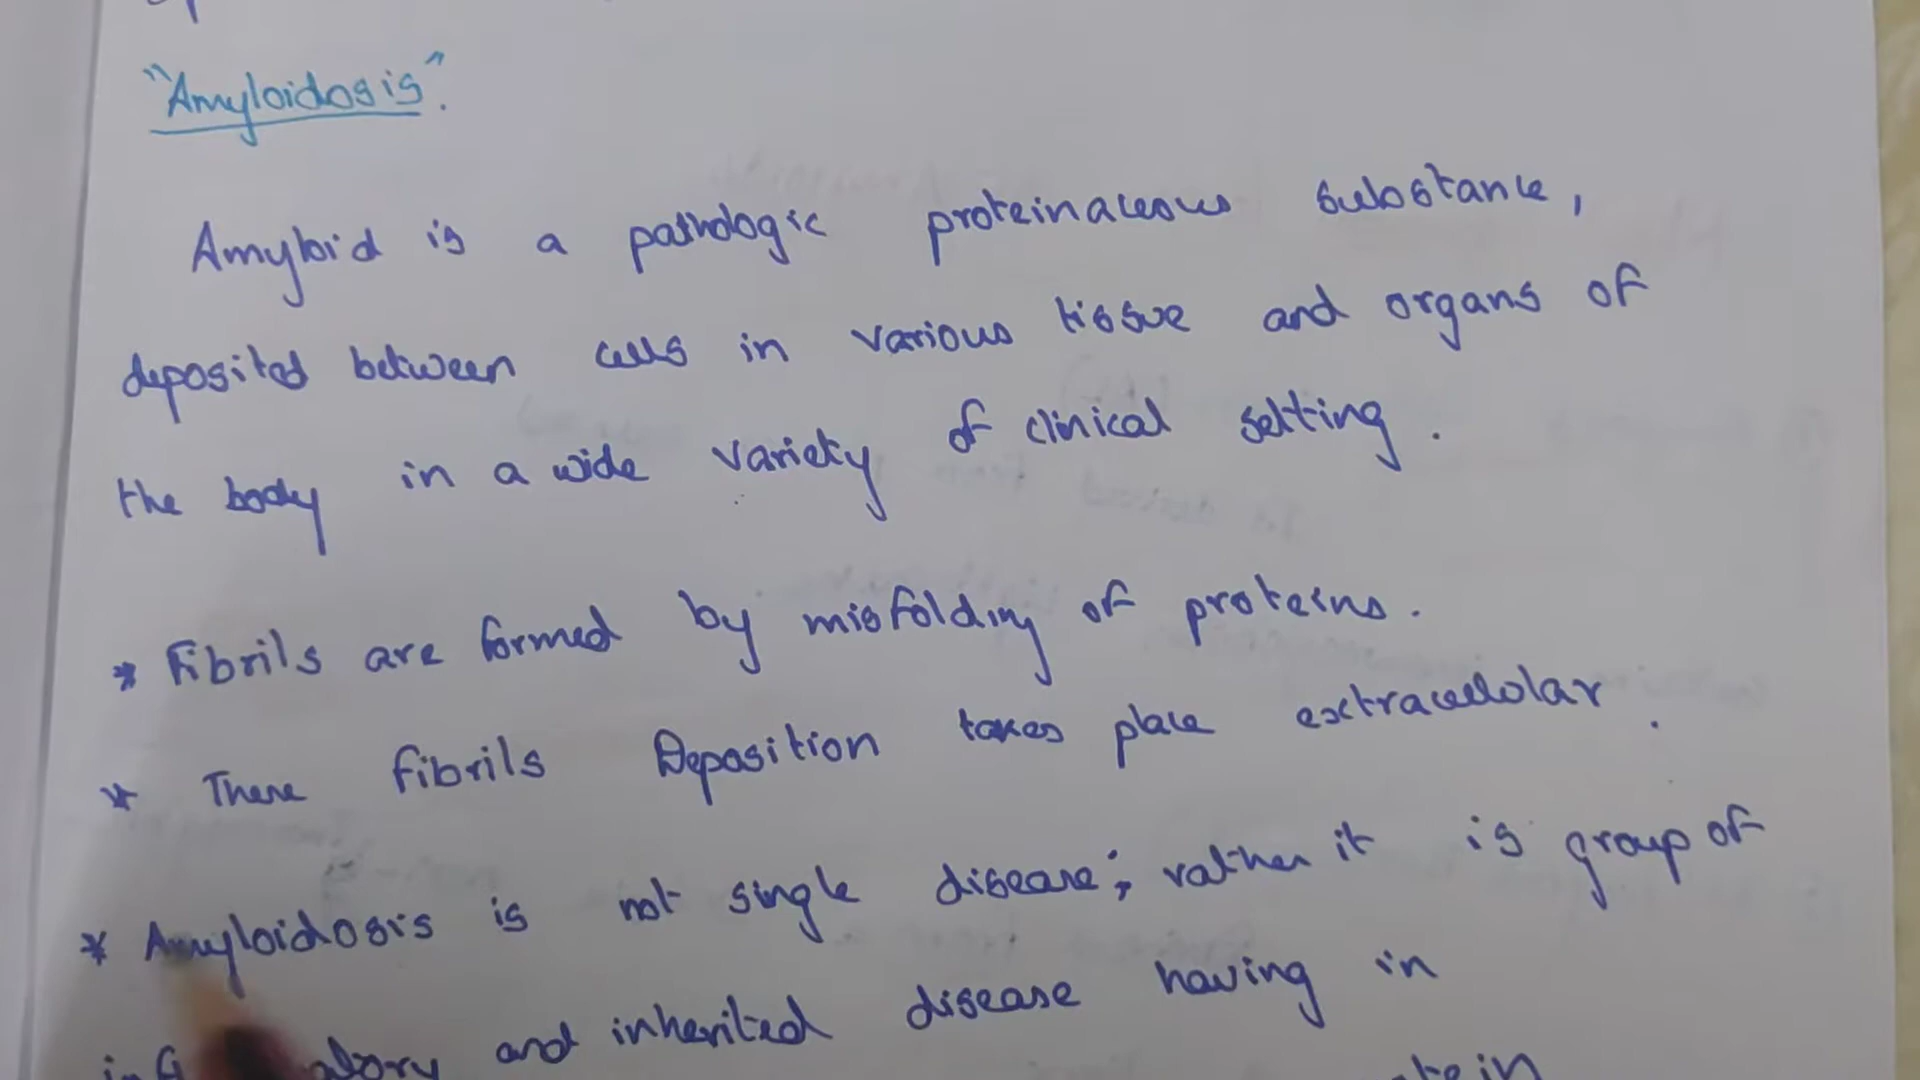 "Amyloidosis".
Amyloid is a pathologic proteinaceous substance,
deposited between cells in various tissue and organs of
the body in a wide variety of clinical setting.
* Fibrils are formed by misfolding of proteins.
* There fibrils Deposition takes place extracellolar.
* Amyloidosis is not single disease; rather it is group of
and inherited disease having in